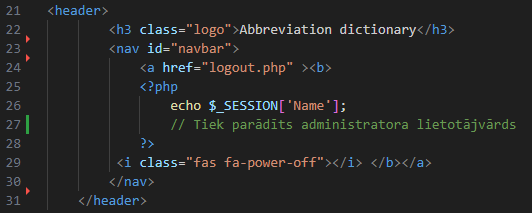 21 <header>
22 <h3 class="logo">Abbreviation dictionary</h3>
23 <nav id="navbar">
24 <a href="logout.php" ><b>
25 <?php
26 echo $_SESSION['Name'];
27 // Tiek parādīts administratora lietotājvārds
28 ?>
29 <i class="fas fa-power-off"></i> </b></a>
30 </nav>
31 </header>